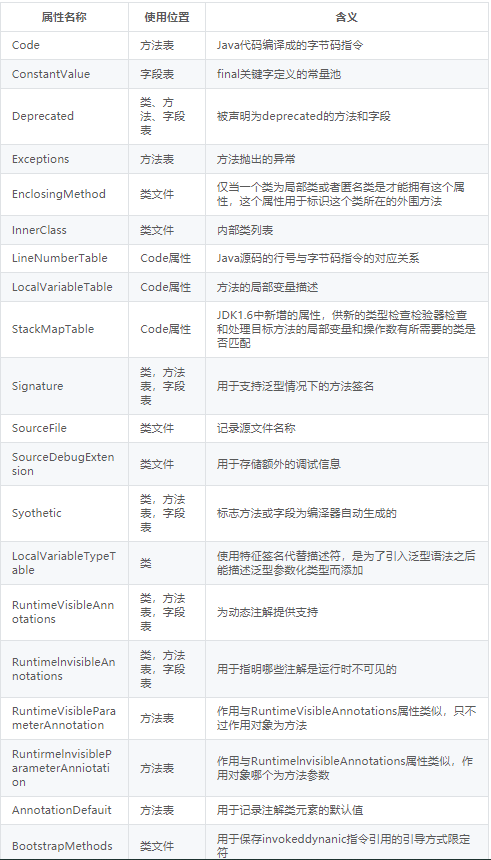 属性名称 使用位置 含义
Code 方法表 Java代码编译成的字节码指令
ConstantValue 字段表 final关键字定义的常量池
Deprecated
类、方
法、字段
表
被声明为deprecated的方法和字段
Exceptions 方法表 方法抛出的异常
EnclosingMethod 类文件
仅当一个类为局部类或者匿名类是才能拥有这个属
性，这个属性用于标识这个类所在的外围方法
InnerClass 类文件 内部类列表
LineNumberTable Code属性 Java源码的行号与字节码指令的对应关系
LocalVariableTable Code属性 方法的局部变量描述
StackMapTable Code属性
JDK1.6中新增的属性，供新的类型检查检验器检查
和处理目标方法的局部变量和操作数有所需要的类是
否匹配
Signature
类，方法
表，字段
表
用于支持泛型情况下的方法签名
SourceFile 类文件 记录源文件名称
SourceDebugExten
sion
类文件 用于存储额外的调试信息
Syothetic
类，方法
表，字段
表
标志方法或字段为编泽器自动生成的
LocalVariableTypeT
able
类
使用特征签名代替描述符，是为了引入泛型语法之后
能描述泛型参数化类型而添加
RuntimeVisibleAnn
otations
类，方法
表，字段
表
为动态注解提供支持
RuntimelnvisibleAn
notations
类，方法
表，字段
表
用于指明哪些注解是运行时不可见的
RuntimeVisiblePara
meterAnnotation
方法表
作用与RuntimeVisibleAnnotations属性类似，只不
过作用对象为方法
RuntirmelnvisibleP
arameterAnniotati
on
方法表
作用与RuntimelnvisibleAnnotations属性类似，作
用对象哪个为方法参数
AnnotationDefauit 方法表 用于记录注解类元素的默认值
BootstrapMethods 类文件
用于保存invokeddynanic指令引用的引导方式限定
符